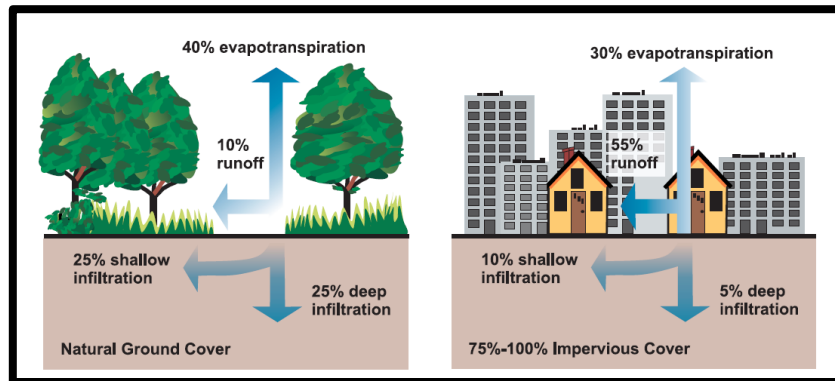 40% evapotranspiration
10%
runoff
25% shallow
infiltration
25% deep
infiltration
Natural Ground Cover
30% evapotranspiration
55%
runoff
10% shallow
infiltration
5% deep
infiltration
75%-100% Impervious Cover